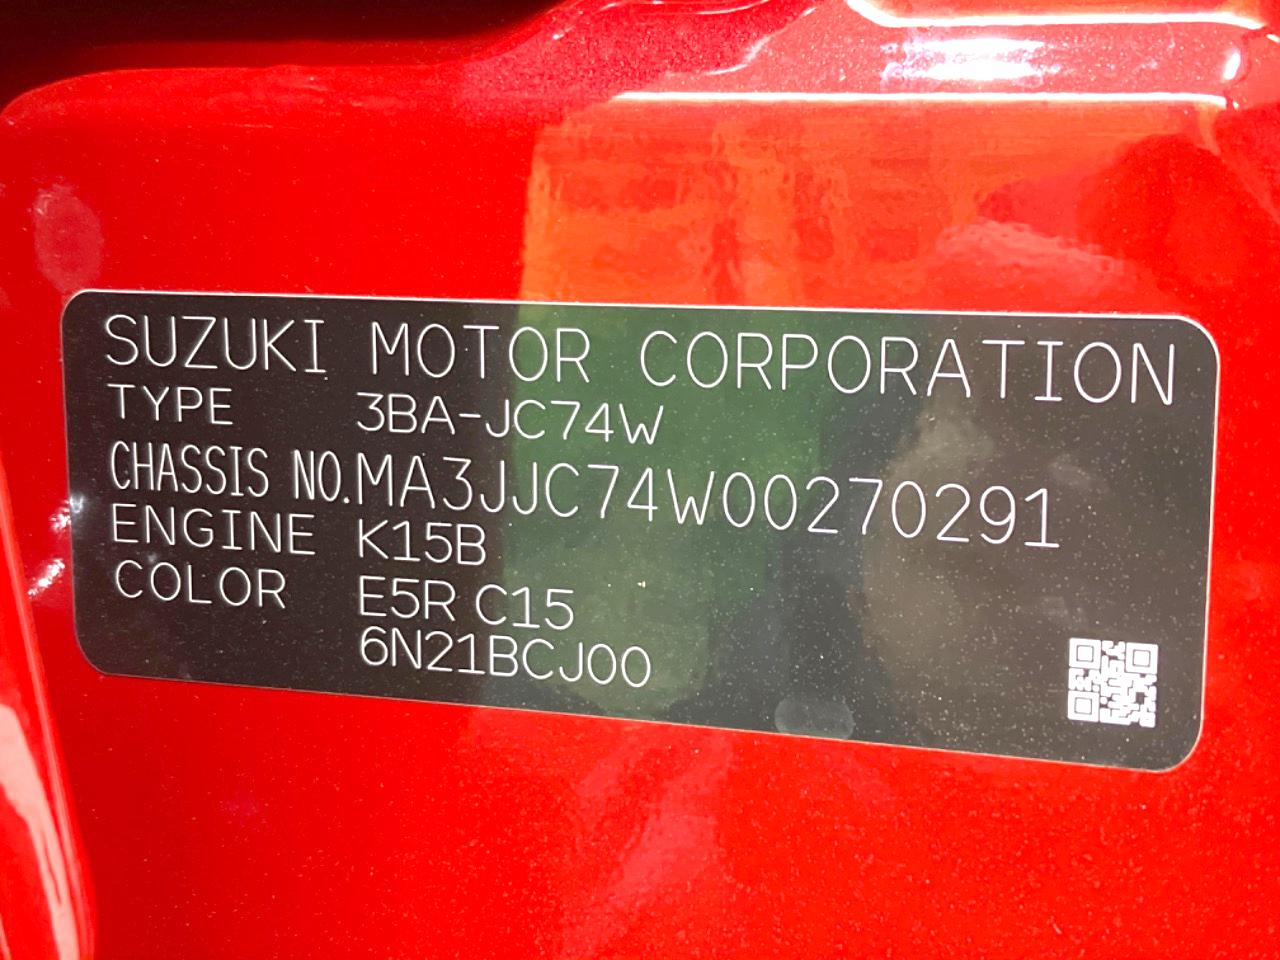 SUZUKI MOTOR CORPORATION
TYPE 3BA-JC74W
CHASSIS NO.MA3JJC74W00270291
ENGINE K15B
COLOR E5R C15
6N21BCJ00